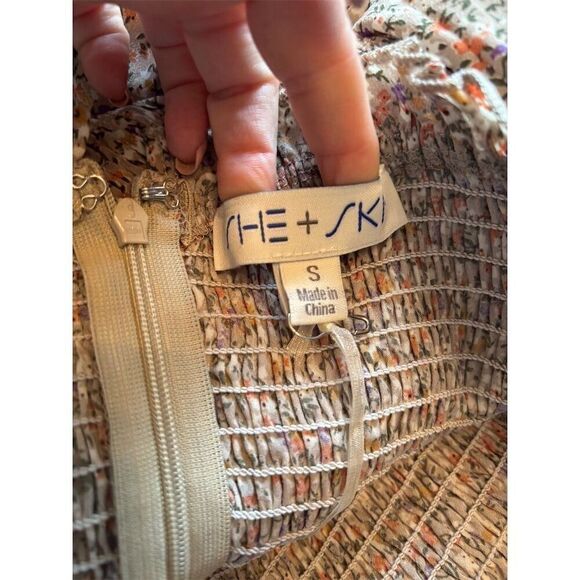 SHE + SKY
S
Made in
China